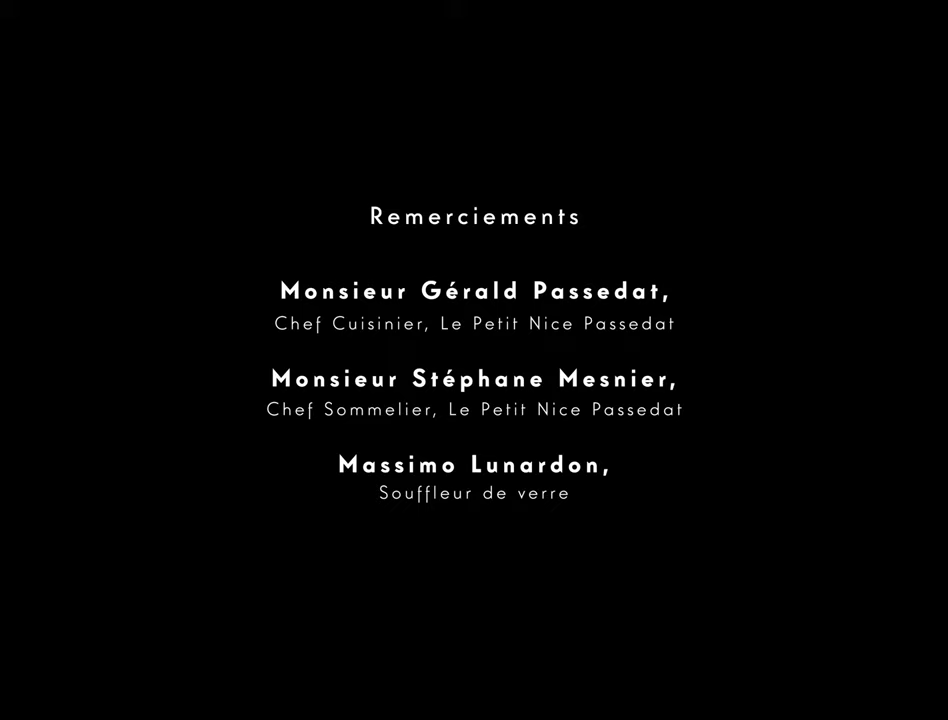 Remerciements
Monsieur Gérald Passedat,
Chef Cuisinier, Le Petit Nice Passedat
Monsieur Stéphane Mesnier,
Chef Sommelier, Le Petit Nice Passedat
Massimo Lunardon,
Souffleur de verre